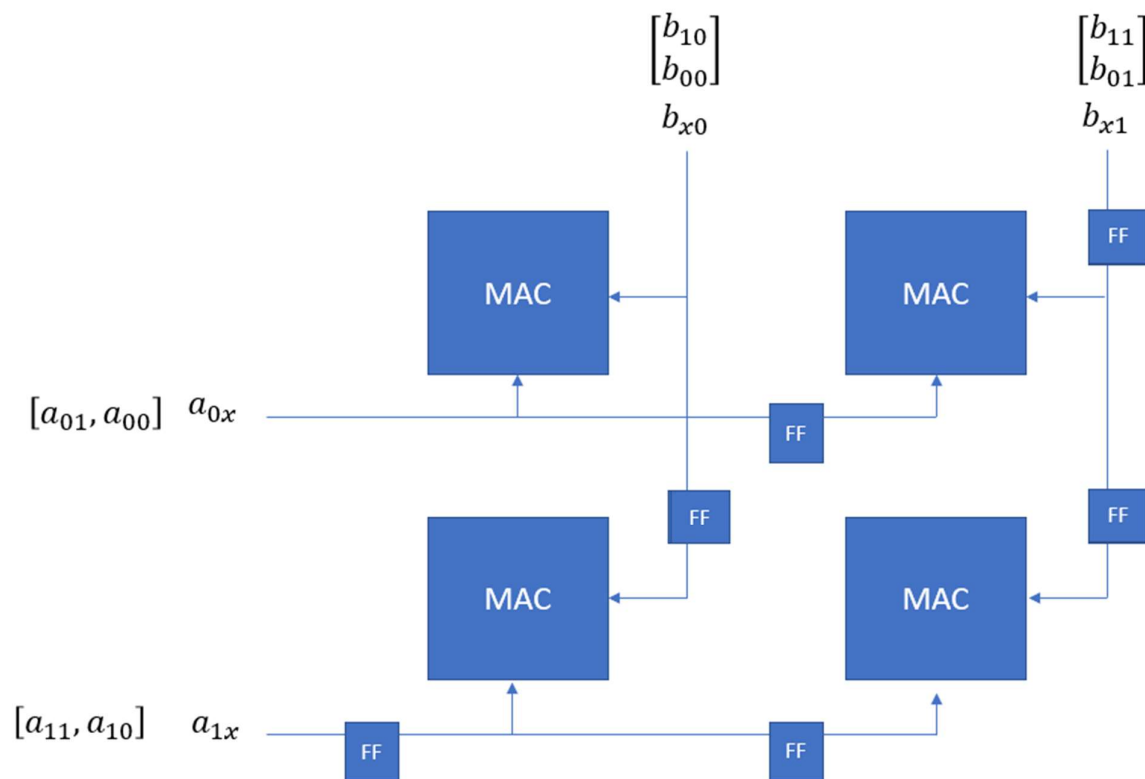 [b₁₀ [b₁₁
b₀₀] b₀₁]
bₓ₀ bₓ₁
FF
MAC MAC
[a₀₁, a₀₀] a₀ₓ
FF
FF FF
MAC MAC
[a₁₁, a₁₀] a₁ₓ
FF FF